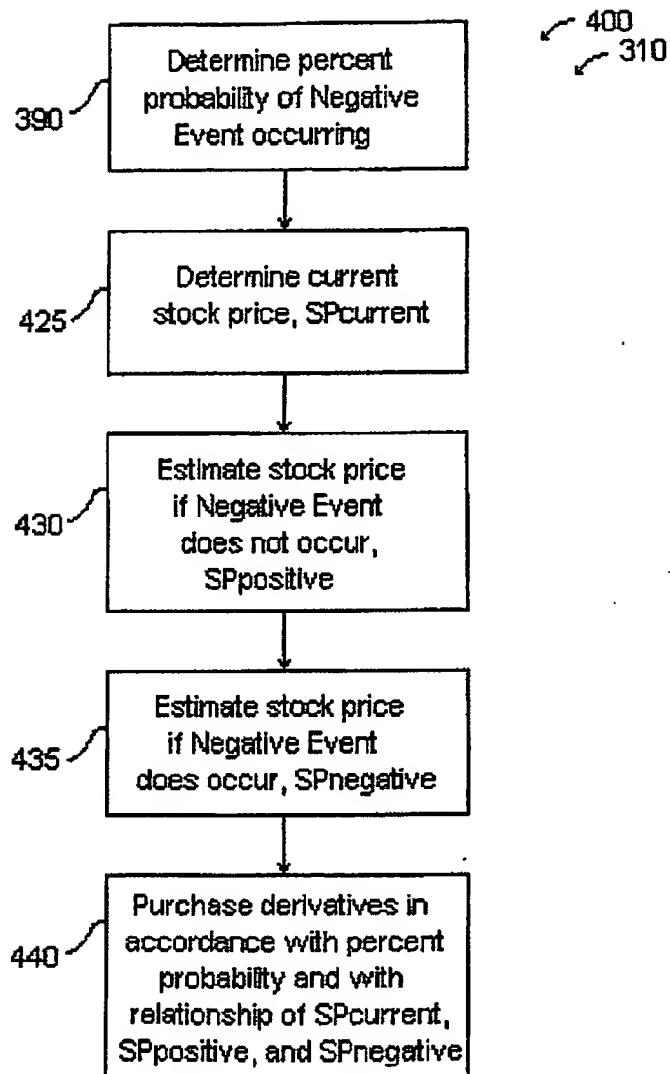 400
310
390
Determine percent
probability of Negative
Event occurring
425
Determine current
stock price, SPcurrent
430
Estimate stock price
if Negative Event
does not occur,
SPpositive
435
Estimate stock price
if Negative Event
does occur, SPnegative
440
Purchase derivatives in
accordance with percent
probability and with
relationship of SPcurrent,
SPpositive, and SPnegative